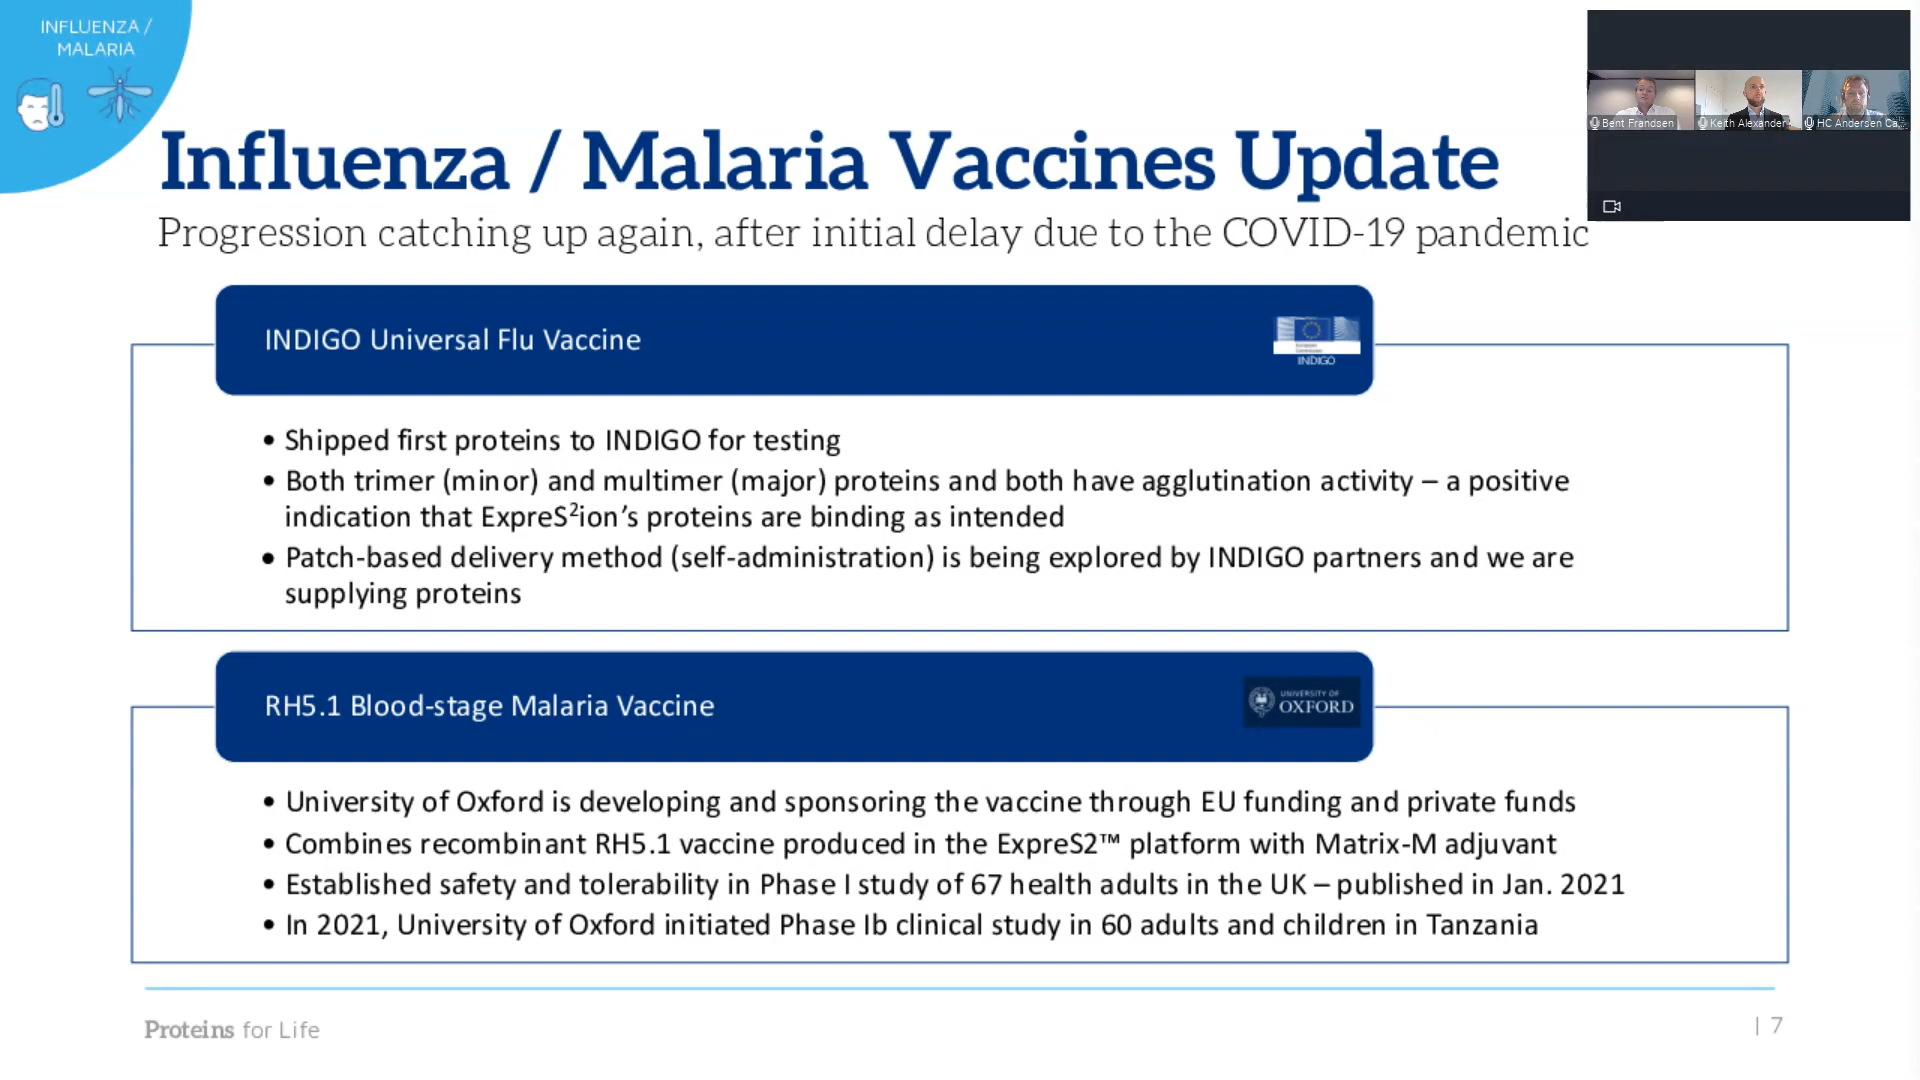 INFLUENZA /
MALARIA
Bent Frandsen
Keith Alexander
HC Andersen Ca...
Influenza / Malaria Vaccines Update
Progression catching up again, after initial delay due to the COVID-19 pandemic
INDIGO Universal Flu Vaccine
European
Commission
INDIGO
• Shipped first proteins to INDIGO for testing
• Both trimer (minor) and multimer (major) proteins and both have agglutination activity – a positive
indication that ExpreS²ion’s proteins are binding as intended
• Patch-based delivery method (self-administration) is being explored by INDIGO partners and we are
supplying proteins
RH5.1 Blood-stage Malaria Vaccine
UNIVERSITY OF
OXFORD
• University of Oxford is developing and sponsoring the vaccine through EU funding and private funds
• Combines recombinant RH5.1 vaccine produced in the ExpreS2™ platform with Matrix-M adjuvant
• Established safety and tolerability in Phase I study of 67 health adults in the UK – published in Jan. 2021
• In 2021, University of Oxford initiated Phase Ib clinical study in 60 adults and children in Tanzania
Proteins for Life
| 7